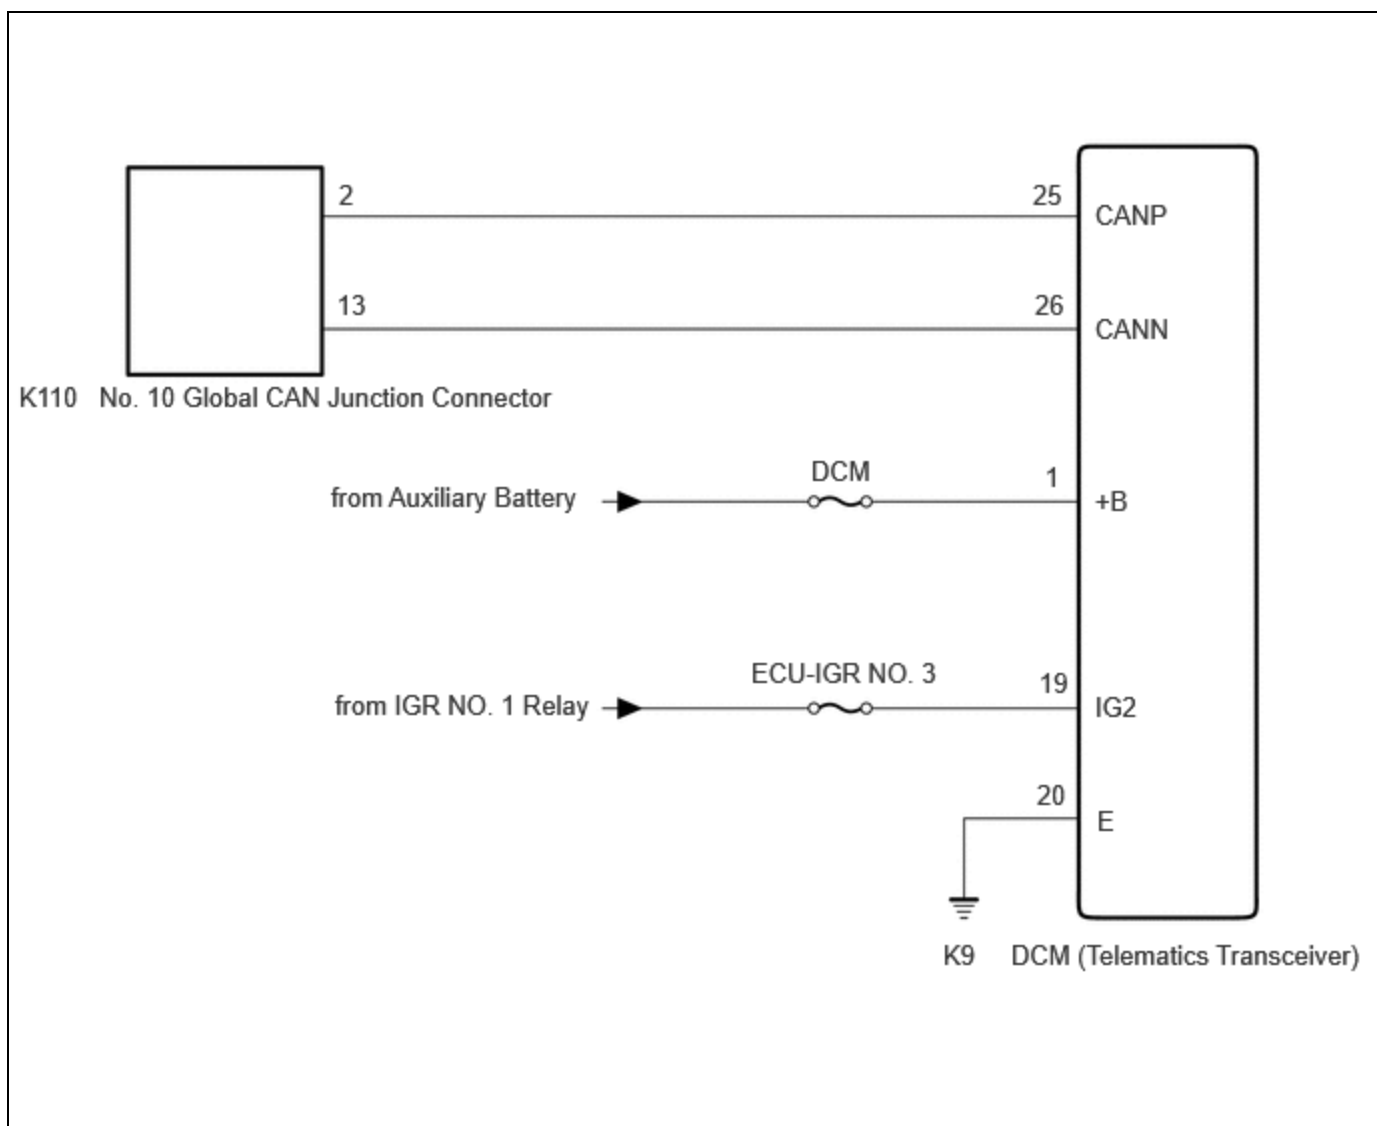 2
25
CANP
13
26
CANN
K110 No. 10 Global CAN Junction Connector
DCM
from Auxiliary Battery
1
+B
ECU-IGR NO. 3
from IGR NO. 1 Relay
19
IG2
20
E
K9 DCM (Telematics Transceiver)